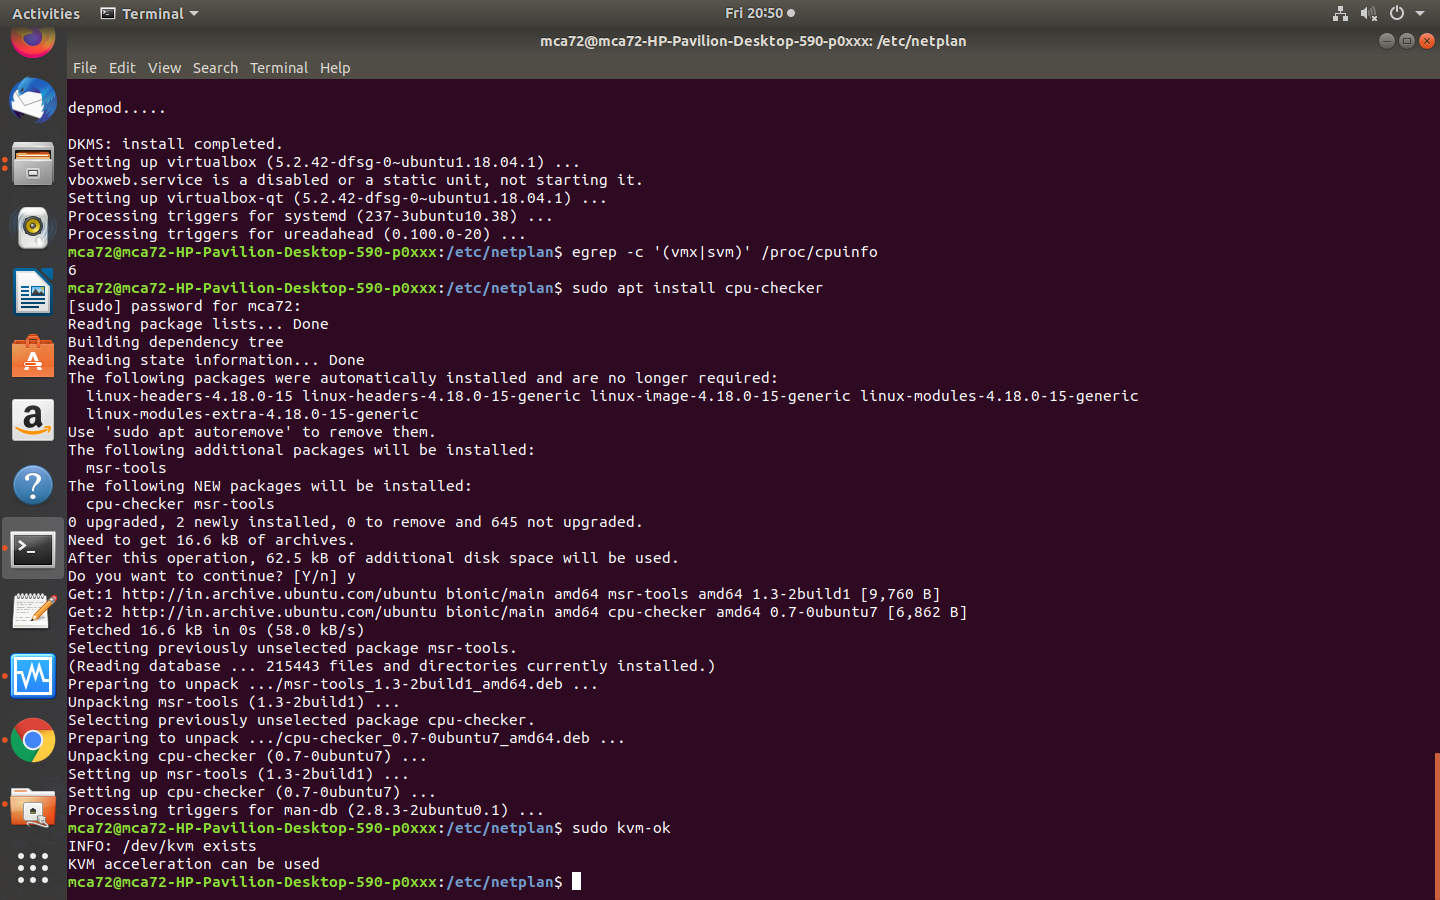 Activities Terminal Fri 20:50
mca72@mca72-HP-Pavilion-Desktop-590-p0xxx: /etc/netplan
File Edit View Search Terminal Help
depmod.....
DKMS: install completed.
Setting up virtualbox (5.2.42-dfsg-0~ubuntu1.18.04.1) ...
vboxweb.service is a disabled or a static unit, not starting it.
Setting up virtualbox-qt (5.2.42-dfsg-0~ubuntu1.18.04.1) ...
Processing triggers for systemd (237-3ubuntu10.38) ...
Processing triggers for ureadahead (0.100.0-20) ...
mca72@mca72-HP-Pavilion-Desktop-590-p0xxx:/etc/netplan$ egrep -c '(vmx|svm)' /proc/cpuinfo
6
mca72@mca72-HP-Pavilion-Desktop-590-p0xxx:/etc/netplan$ sudo apt install cpu-checker
[sudo] password for mca72:
Reading package lists... Done
Building dependency tree
Reading state information... Done
The following packages were automatically installed and are no longer required:
  linux-headers-4.18.0-15 linux-headers-4.18.0-15-generic linux-image-4.18.0-15-generic linux-modules-4.18.0-15-generic
  linux-modules-extra-4.18.0-15-generic
Use 'sudo apt autoremove' to remove them.
The following additional packages will be installed:
  msr-tools
The following NEW packages will be installed:
  cpu-checker msr-tools
0 upgraded, 2 newly installed, 0 to remove and 645 not upgraded.
Need to get 16.6 kB of archives.
After this operation, 62.5 kB of additional disk space will be used.
Do you want to continue? [Y/n] y
Get:1 http://in.archive.ubuntu.com/ubuntu bionic/main amd64 msr-tools amd64 1.3-2build1 [9,760 B]
Get:2 http://in.archive.ubuntu.com/ubuntu bionic/main amd64 cpu-checker amd64 0.7-0ubuntu7 [6,862 B]
Fetched 16.6 kB in 0s (58.0 kB/s)
Selecting previously unselected package msr-tools.
(Reading database ... 215443 files and directories currently installed.)
Preparing to unpack .../msr-tools_1.3-2build1_amd64.deb ...
Unpacking msr-tools (1.3-2build1) ...
Selecting previously unselected package cpu-checker.
Preparing to unpack .../cpu-checker_0.7-0ubuntu7_amd64.deb ...
Unpacking cpu-checker (0.7-0ubuntu7) ...
Setting up msr-tools (1.3-2build1) ...
Setting up cpu-checker (0.7-0ubuntu7) ...
Processing triggers for man-db (2.8.3-2ubuntu0.1) ...
mca72@mca72-HP-Pavilion-Desktop-590-p0xxx:/etc/netplan$ sudo kvm-ok
INFO: /dev/kvm exists
KVM acceleration can be used
mca72@mca72-HP-Pavilion-Desktop-590-p0xxx:/etc/netplan$